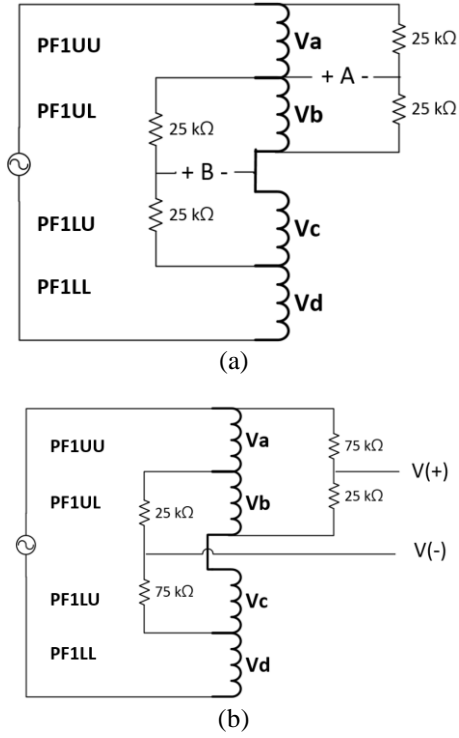 PF1UU
Va
25 kΩ
+ A -
PF1UL
25 kΩ
Vb
25 kΩ
+ B -
25 kΩ
PF1LU
Vc
PF1LL
Vd
(a)
PF1UU
Va
75 kΩ
V(+)
PF1UL
25 kΩ
Vb
25 kΩ
V(-)
PF1LU
75 kΩ
Vc
PF1LL
Vd
(b)